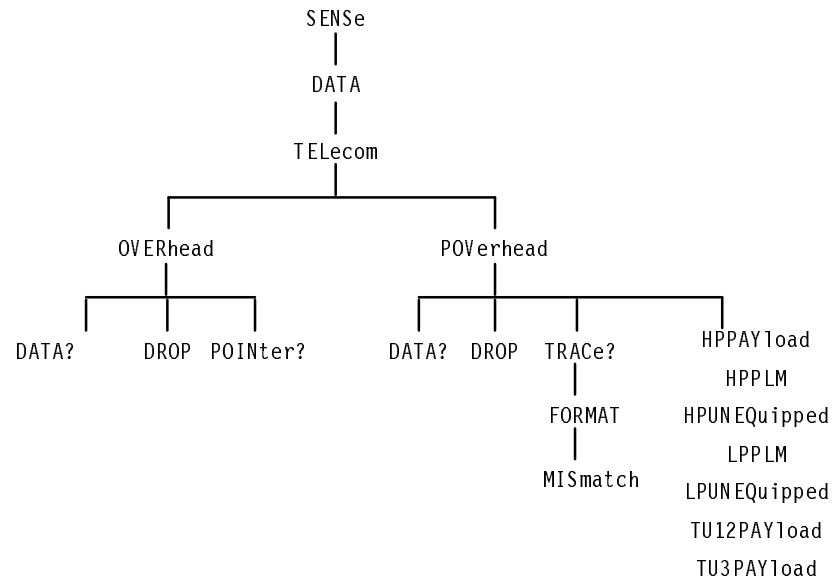 SENSe
DATA
TELecom
OVERhead POVerhead
DATA? DROP POINter? DATA? DROP TRACe? HPPAYload
HPPLM
FORMAT HPUNEQuipped
LPPLM
MISmatch LPUNEQuipped
TU12PAYload
TU3PAYload